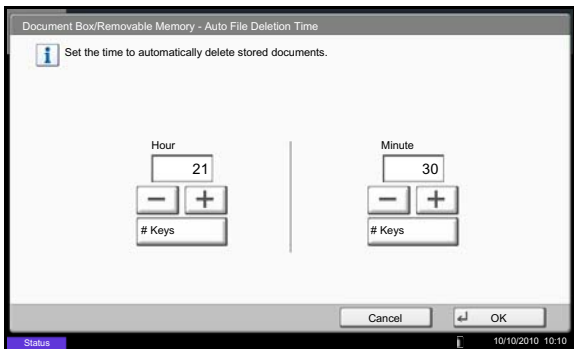 Document Box/Removable Memory - Auto File Deletion Time
Set the time to automatically delete stored documents.
Hour
Minute
21
30
# Keys
# Keys
Cancel
OK
Status
10/10/2010 10:10